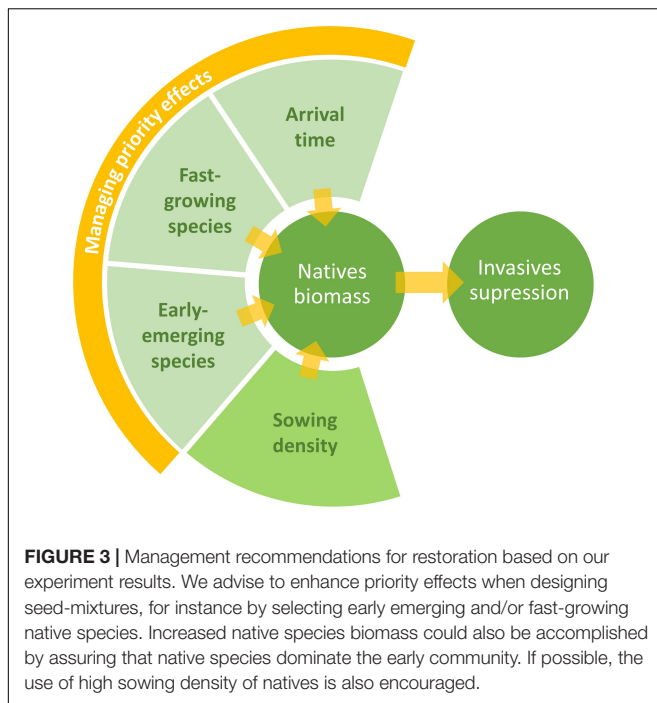 Managing priority effects
Arrival
time
Fast-
growing
species
Early-
emerging
species
Sowing
density
Natives
biomass
Invasives
supression
FIGURE 3 | Management recommendations for restoration based on our
experiment results. We advise to enhance priority effects when designing
seed-mixtures, for instance by selecting early emerging and/or fast-growing
native species. Increased native species biomass could also be accomplished
by assuring that native species dominate the early community. If possible, the
use of high sowing density of natives is also encouraged.